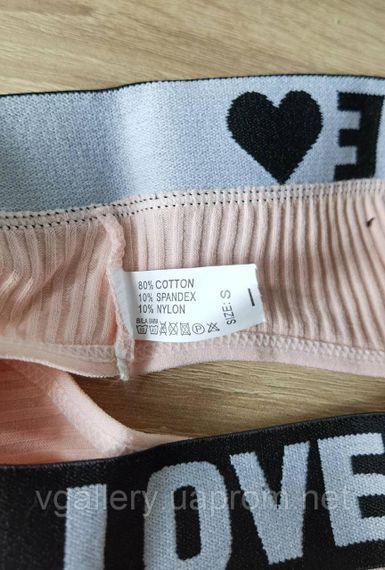 E
80% COTTON
10% SPANDEX
10% NYLON
SIZE: S
vgallery.uaprom.net
LOVE